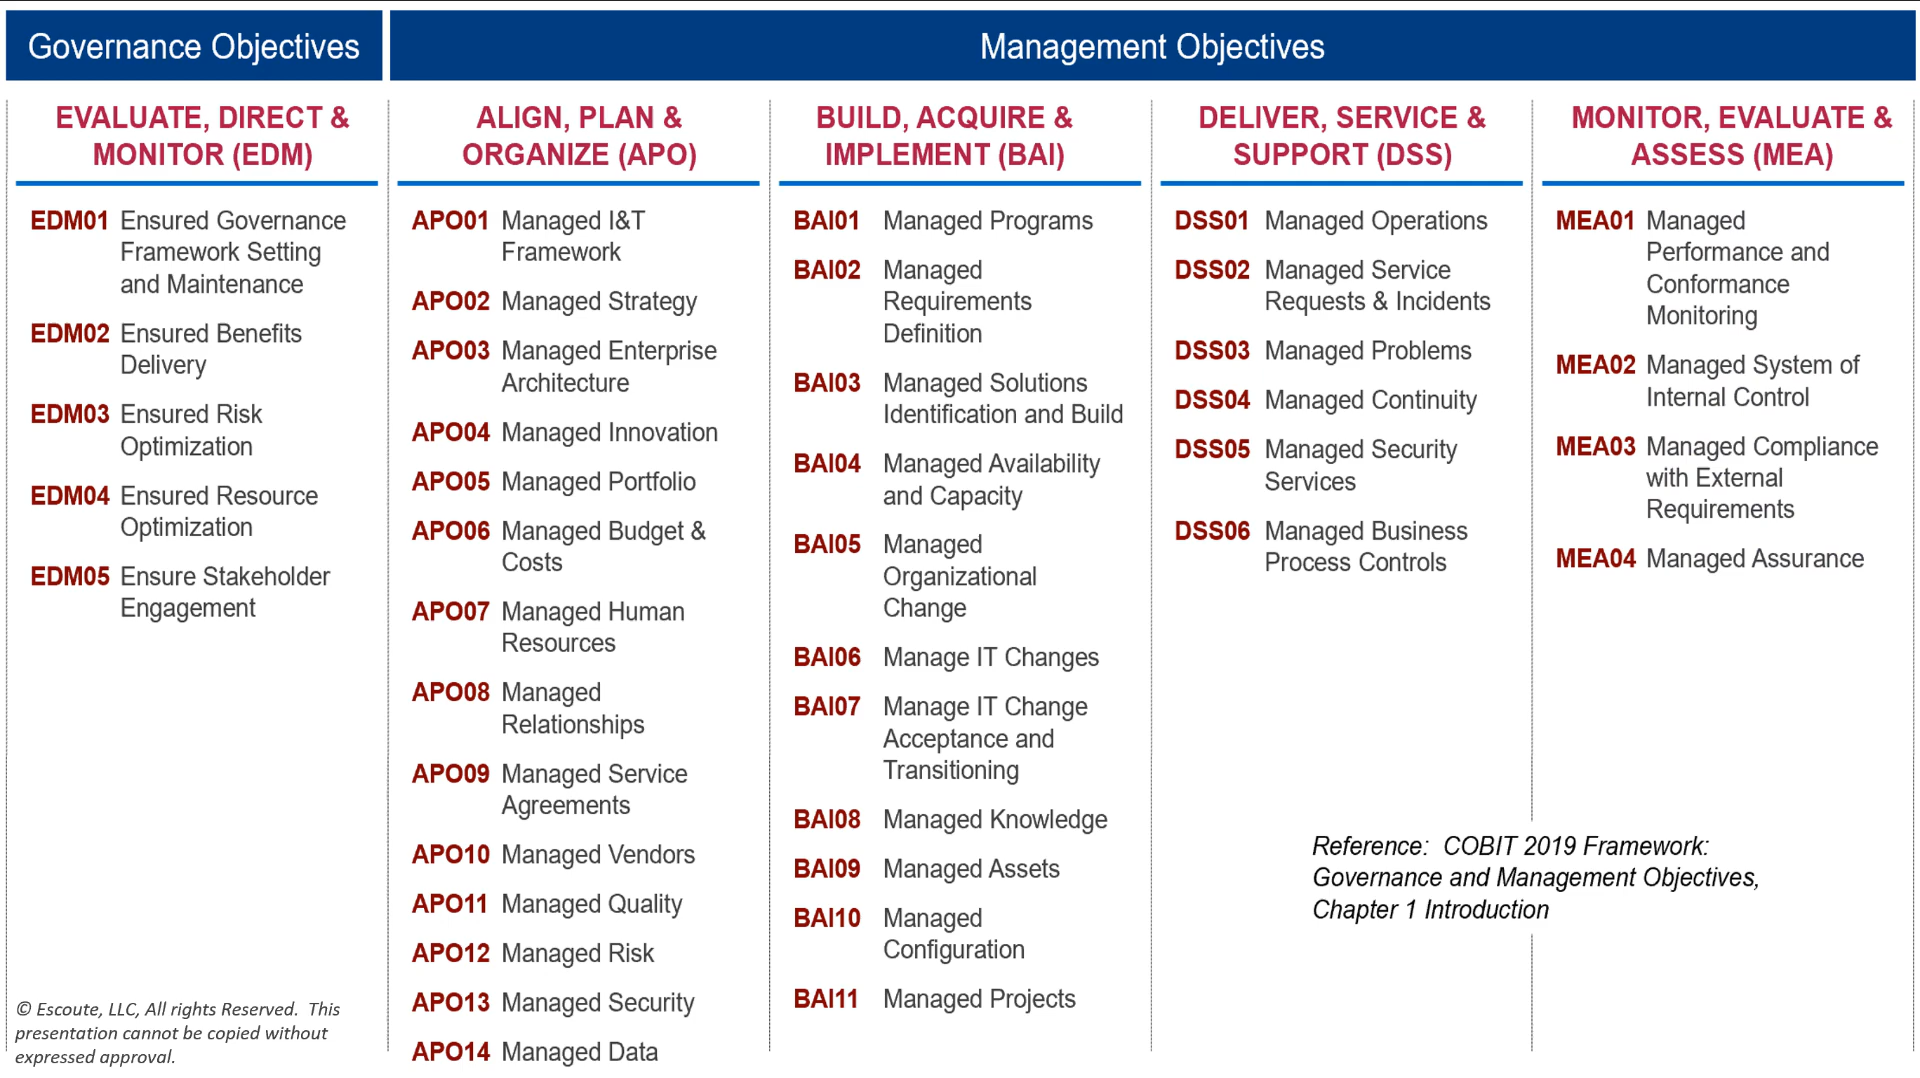 Governance Objectives
Management Objectives
EVALUATE, DIRECT &
MONITOR (EDM)
EDM01 Ensured Governance
Framework Setting
and Maintenance
EDM02 Ensured Benefits
Delivery
EDM03 Ensured Risk
Optimization
EDM04 Ensured Resource
Optimization
EDM05 Ensure Stakeholder
Engagement
ALIGN, PLAN &
ORGANIZE (APO)
APO01 Managed I&T
Framework
APO02 Managed Strategy
APO03 Managed Enterprise
Architecture
APO04 Managed Innovation
APO05 Managed Portfolio
APO06 Managed Budget &
Costs
APO07 Managed Human
Resources
APO08 Managed
Relationships
APO09 Managed Service
Agreements
APO10 Managed Vendors
APO11 Managed Quality
APO12 Managed Risk
APO13 Managed Security
APO14 Managed Data
BUILD, ACQUIRE &
IMPLEMENT (BAI)
BAI01 Managed Programs
BAI02 Managed
Requirements
Definition
BAI03 Managed Solutions
Identification and Build
BAI04 Managed Availability
and Capacity
BAI05 Managed
Organizational
Change
BAI06 Manage IT Changes
BAI07 Manage IT Change
Acceptance and
Transitioning
BAI08 Managed Knowledge
BAI09 Managed Assets
BAI10 Managed
Configuration
BAI11 Managed Projects
DELIVER, SERVICE &
SUPPORT (DSS)
DSS01 Managed Operations
DSS02 Managed Service
Requests & Incidents
DSS03 Managed Problems
DSS04 Managed Continuity
DSS05 Managed Security
Services
DSS06 Managed Business
Process Controls
MONITOR, EVALUATE &
ASSESS (MEA)
MEA01 Managed
Performance and
Conformance
Monitoring
MEA02 Managed System of
Internal Control
MEA03 Managed Compliance
with External
Requirements
MEA04 Managed Assurance
Reference: COBIT 2019 Framework:
Governance and Management Objectives,
Chapter 1 Introduction
© Escoute, LLC, All rights Reserved. This
presentation cannot be copied without
expressed approval.